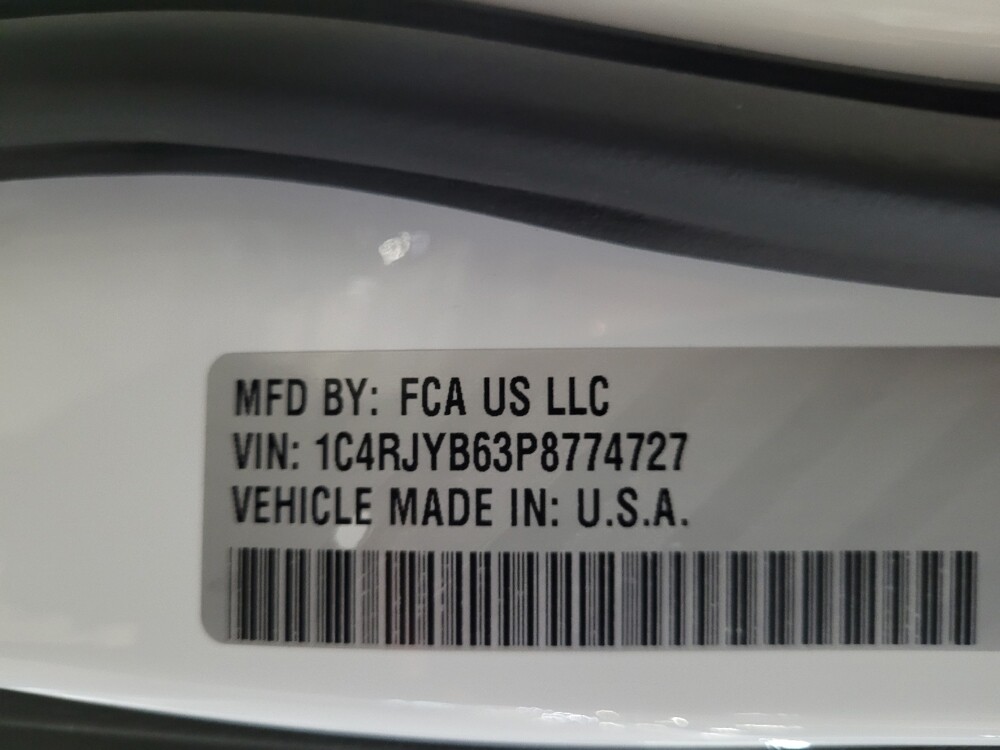 MFD BY: FCA US LLC
VIN: 1C4RJYB63P8774727
VEHICLE MADE IN: U.S.A.